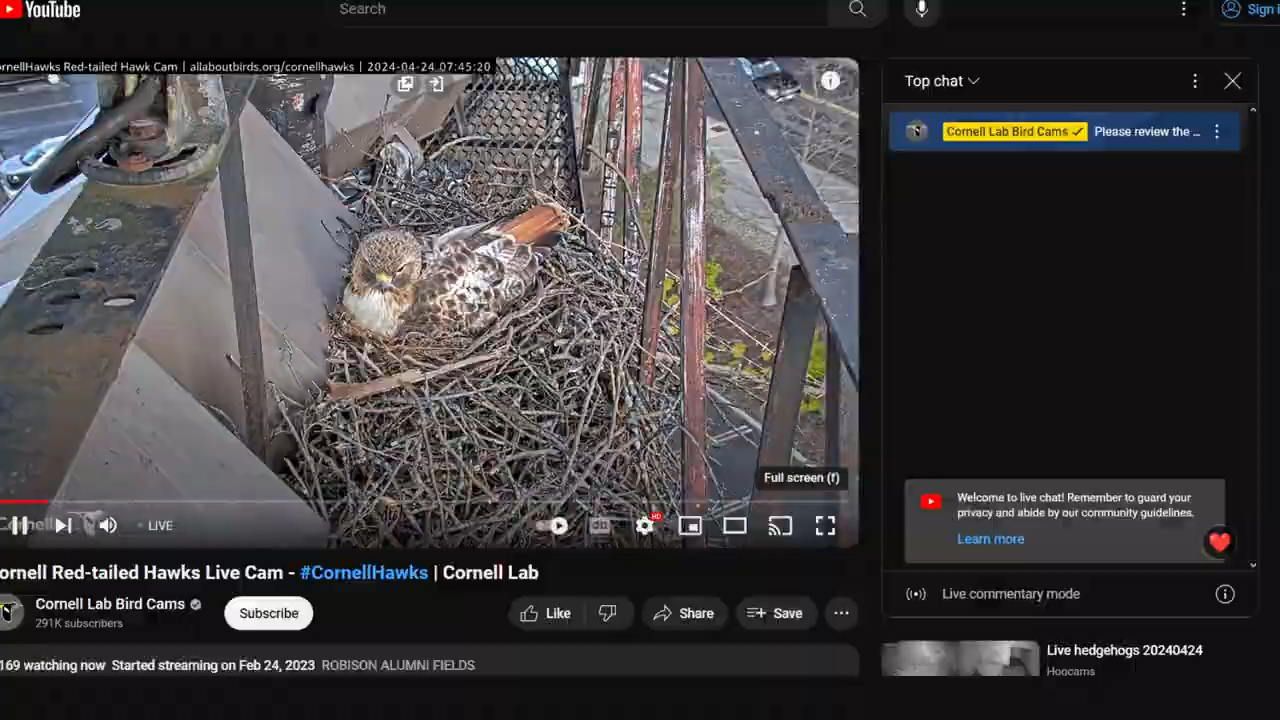 YouTube
Search
Sign i
ornellHawks Red-tailed Hawk Cam | allaboutbirds.org/cornellhawks | 2024-04-24 07:45:20
Top chat
Cornell Lab Bird Cams Please review the ...
Full screen (f)
Welcome to live chat! Remember to guard your
privacy and abide by our community guidelines.
Learn more
LIVE
HD
ornell Red-tailed Hawks Live Cam - #CornellHawks | Cornell Lab
Live commentary mode
Cornell Lab Bird Cams
291K subscribers
Subscribe
Like
Share
Save
169 watching now Started streaming on Feb 24, 2023 ROBISON ALUMNI FIELDS
Live hedgehogs 20240424
Hogcams